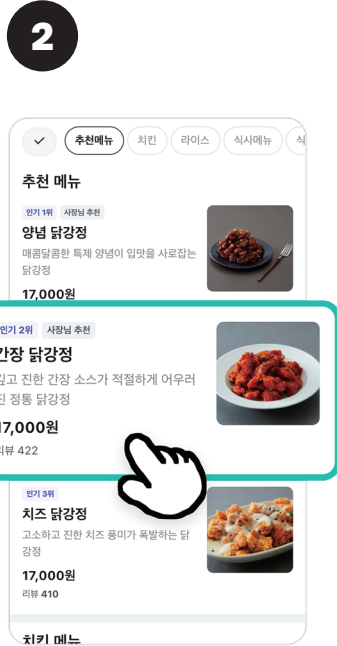 2
추천메뉴 치킨 라이스 식사메뉴
추천 메뉴
인기 1위 사장님 추천
양념 닭강정
매콤달콤한 특제 양념이 입맛을 사로잡는
닭강정
17,000원
인기 2위 사장님 추천
간장 닭강정
깊고 진한 간장 소스가 적절하게 어우러
진 정통 닭강정
17,000원
리뷰 422
인기 3위
치즈 닭강정
고소하고 진한 치즈 풍미가 폭발하는 닭
강정
17,000원
리뷰 410
치킨 메뉴